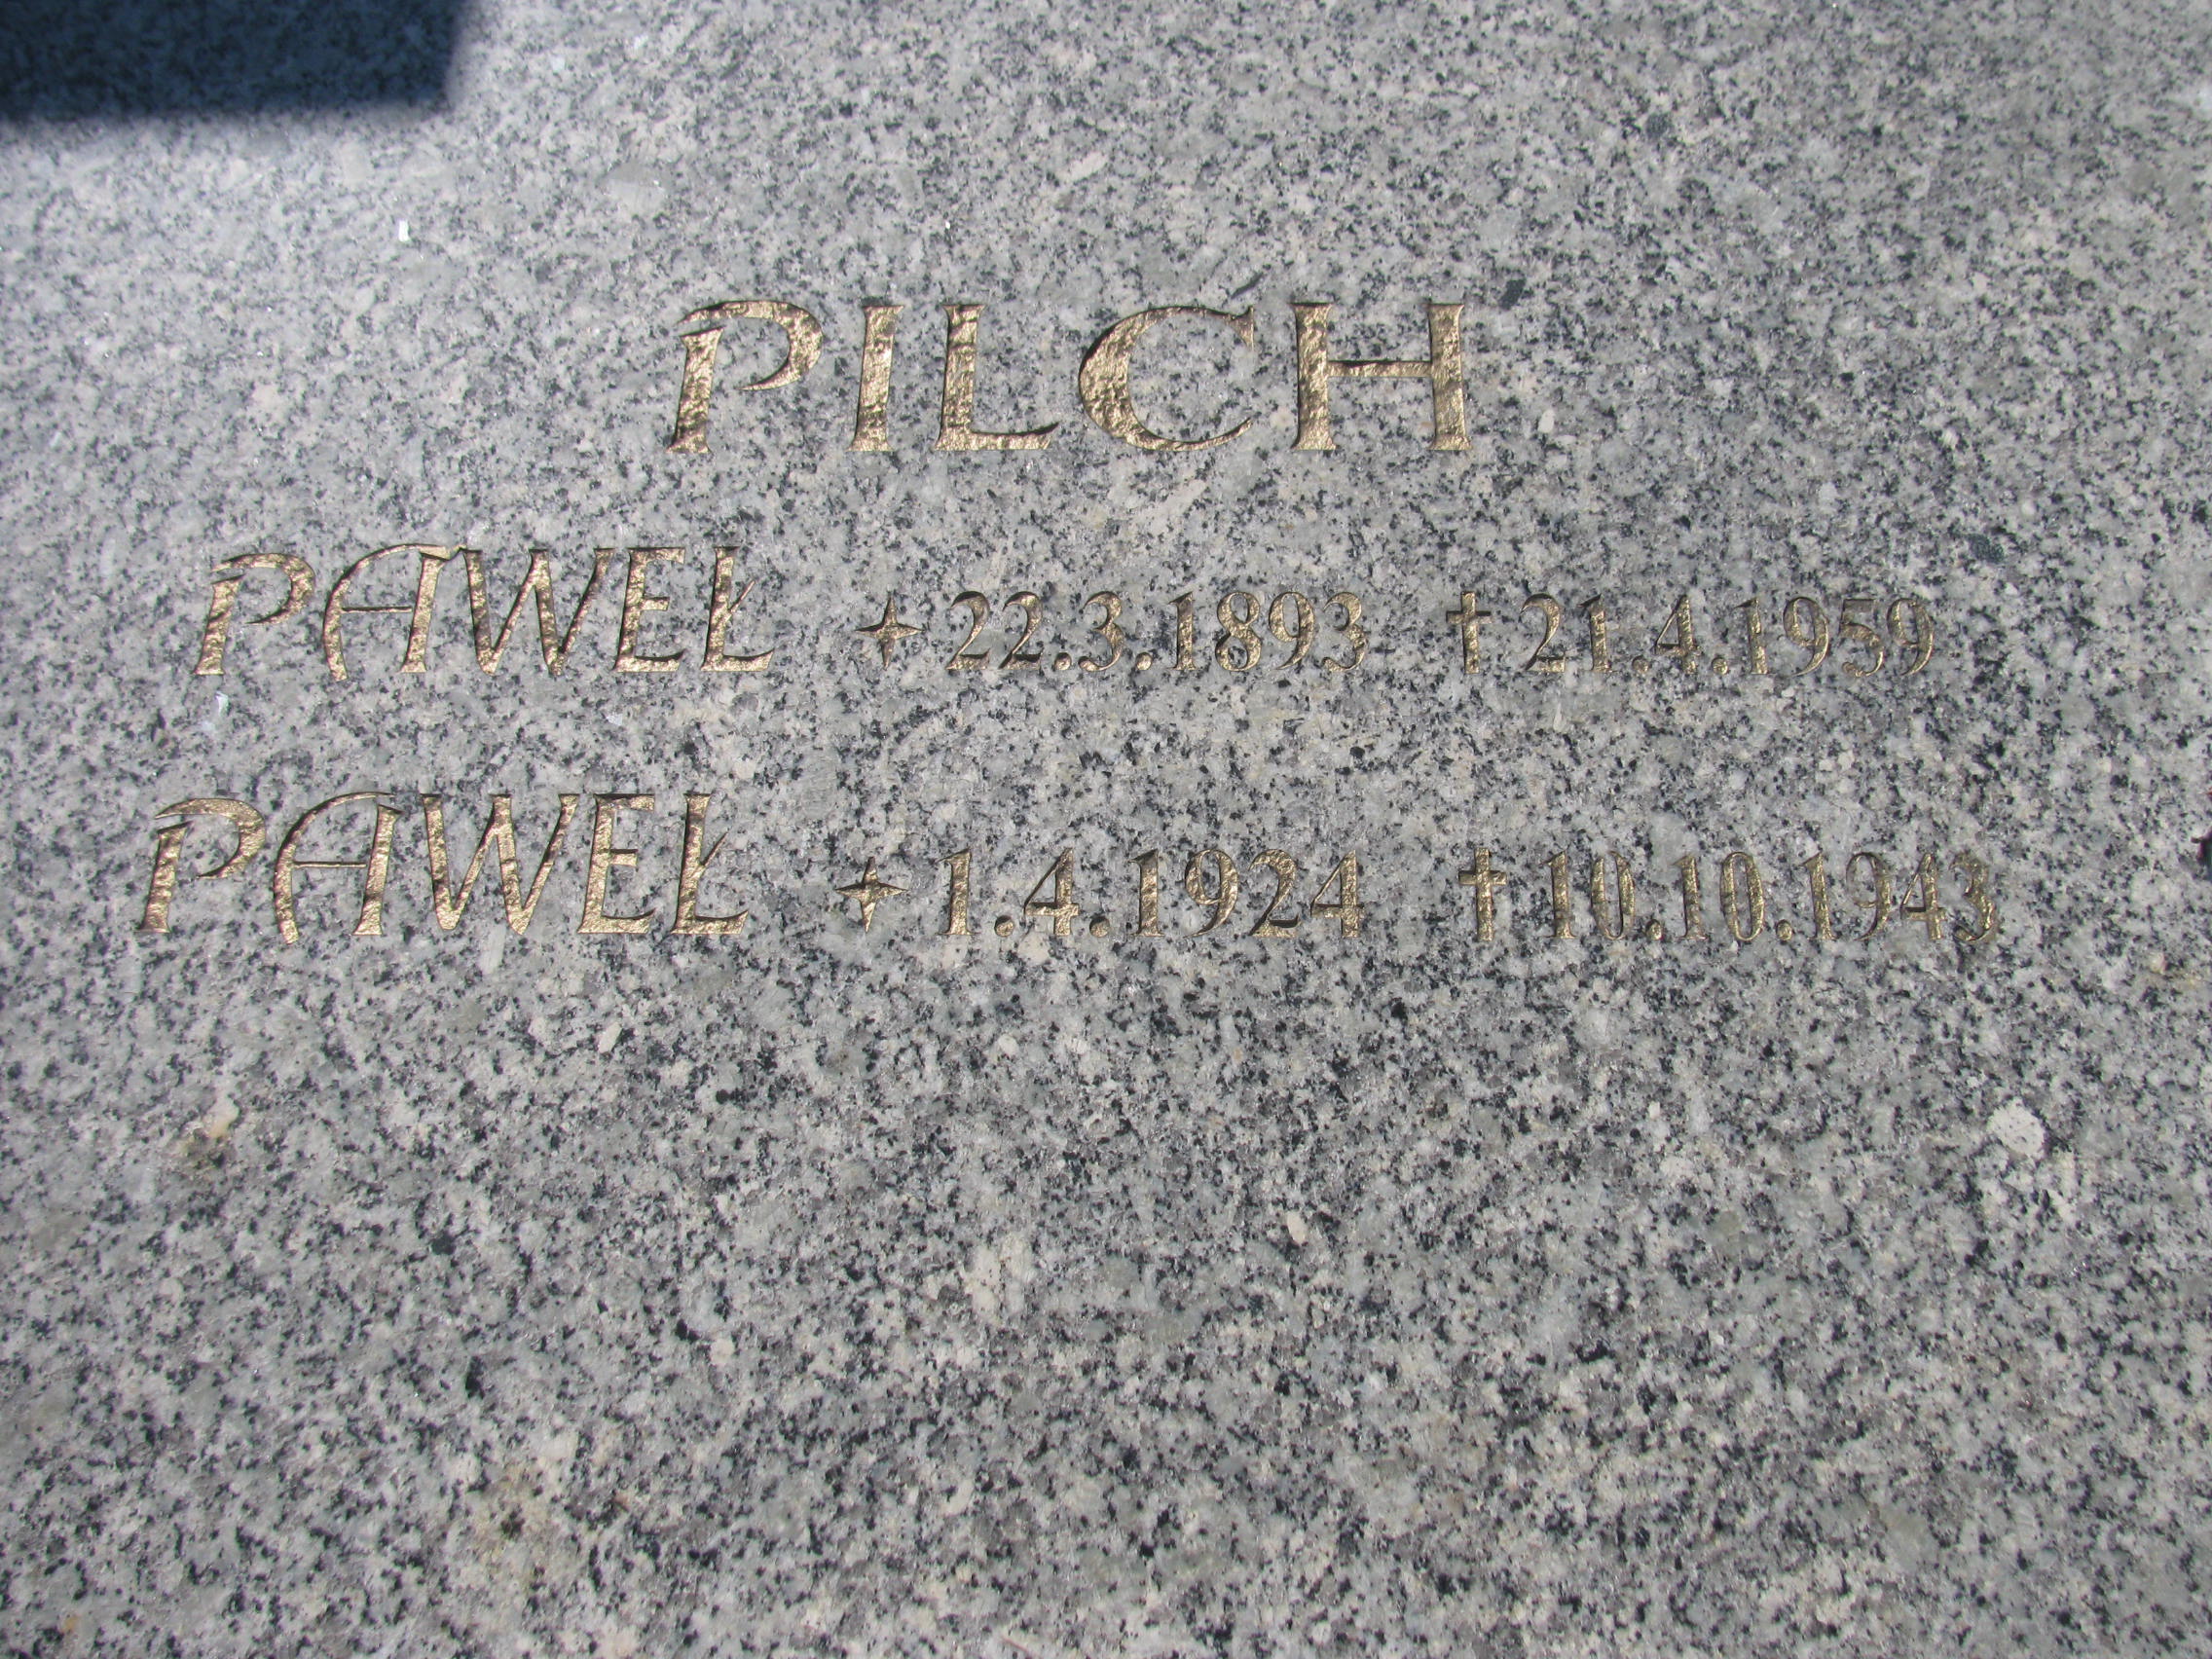 PILCH
PAWEŁ ✦ 22.3.1893 ✝ 21.4.1959
PAWEŁ ✦ 1.4.1924 ✝ 10.10.1943